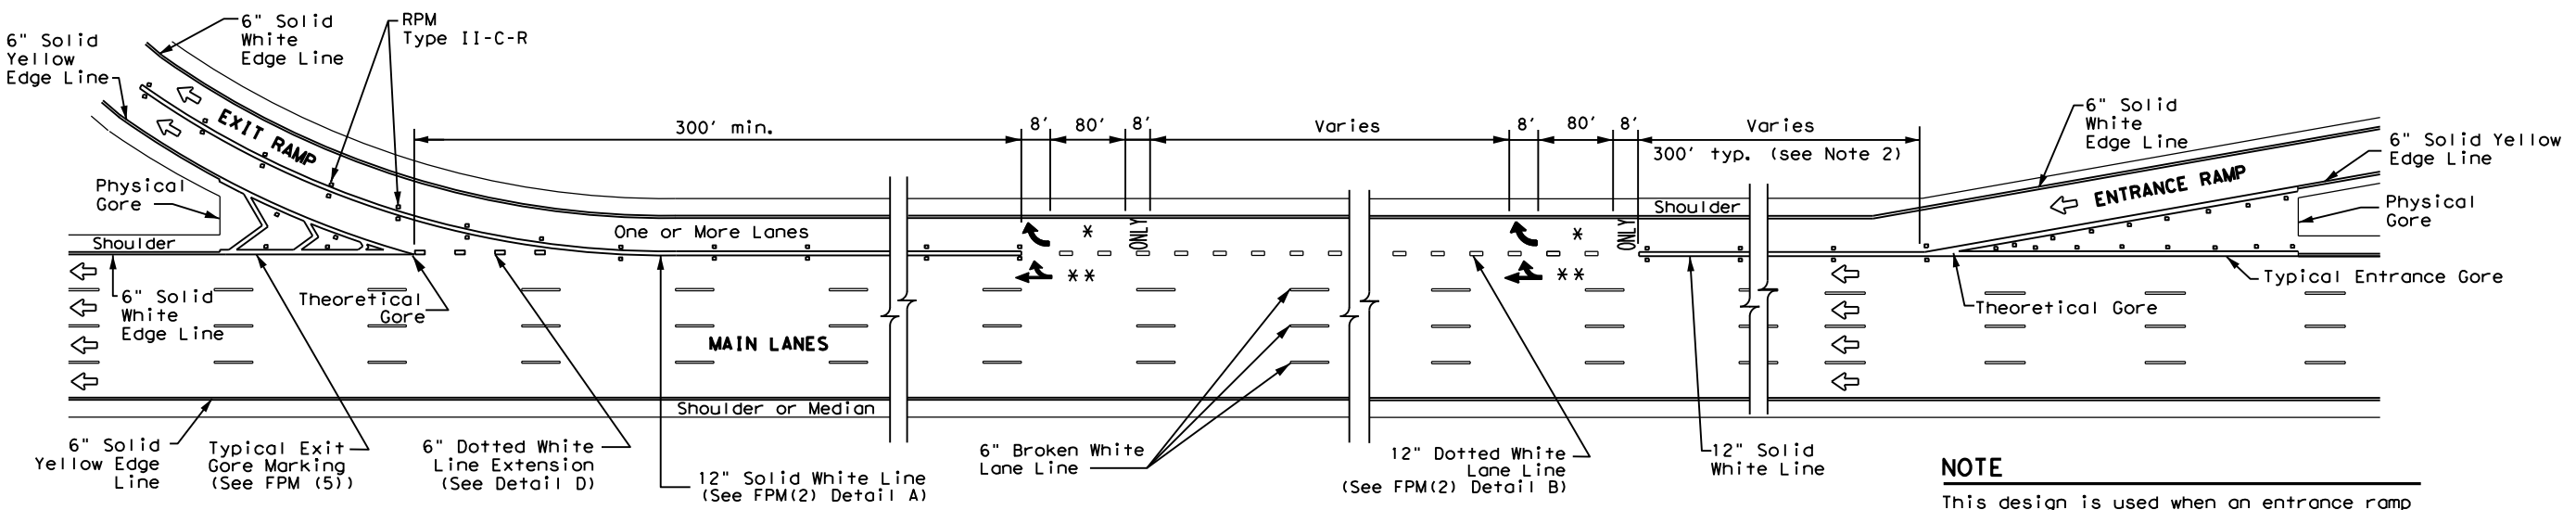 6" Solid
White
Edge Line
RPM
Type II-C-R
6" Solid
Yellow
Edge Line
EXIT RAMP
Physical
Gore
Shoulder
6" Solid
White
Edge Line
Theoretical
Gore
300' min.
8'
80'
8'
Varies
8'
80'
8'
Varies
300' typ. (see Note 2)
One or More Lanes
*
ONLY
**
*
ONLY
**
Shoulder
6" Solid
White
Edge Line
6" Solid Yellow
Edge Line
ENTRANCE RAMP
Physical
Gore
Typical Entrance Gore
Theoretical Gore
MAIN LANES
Shoulder or Median
6" Solid
Yellow Edge
Line
Typical Exit
Gore Marking
(See FPM (5))
6" Dotted White
Line Extension
(See Detail D)
12" Solid White Line
(See FPM(2) Detail A)
6" Broken White
Lane Line
12" Dotted White
Lane Line
(See FPM(2) Detail B)
12" Solid
White Line
NOTE
This design is used when an entrance ramp